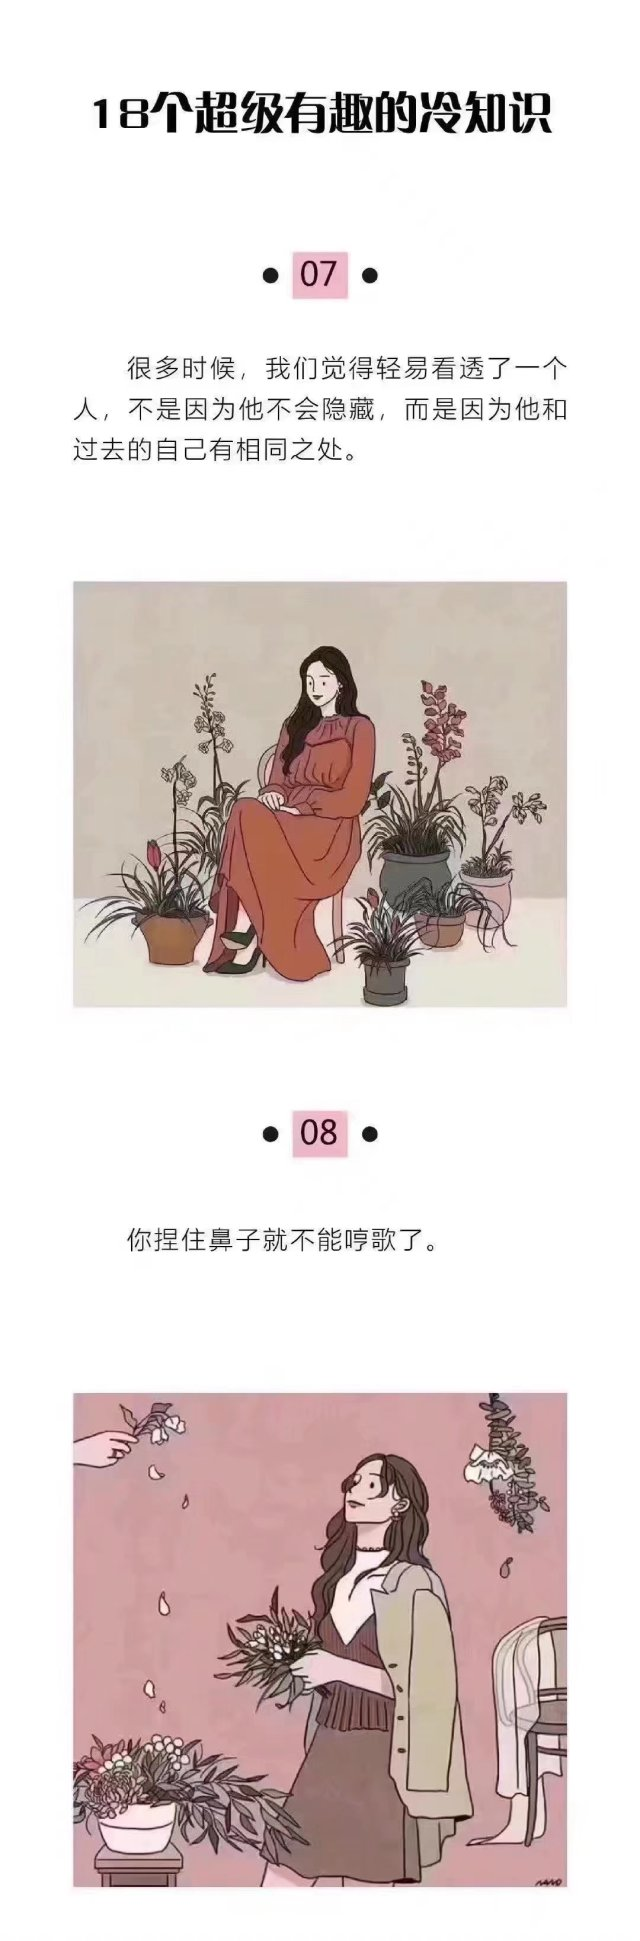 18个超级有趣的冷知识
• 07 •
很多时候，我们觉得轻易看透了一个
人，不是因为他不会隐藏，而是因为他和
过去的自己有相同之处。
• 08 •
你捏住鼻子就不能哼歌了。
NANO